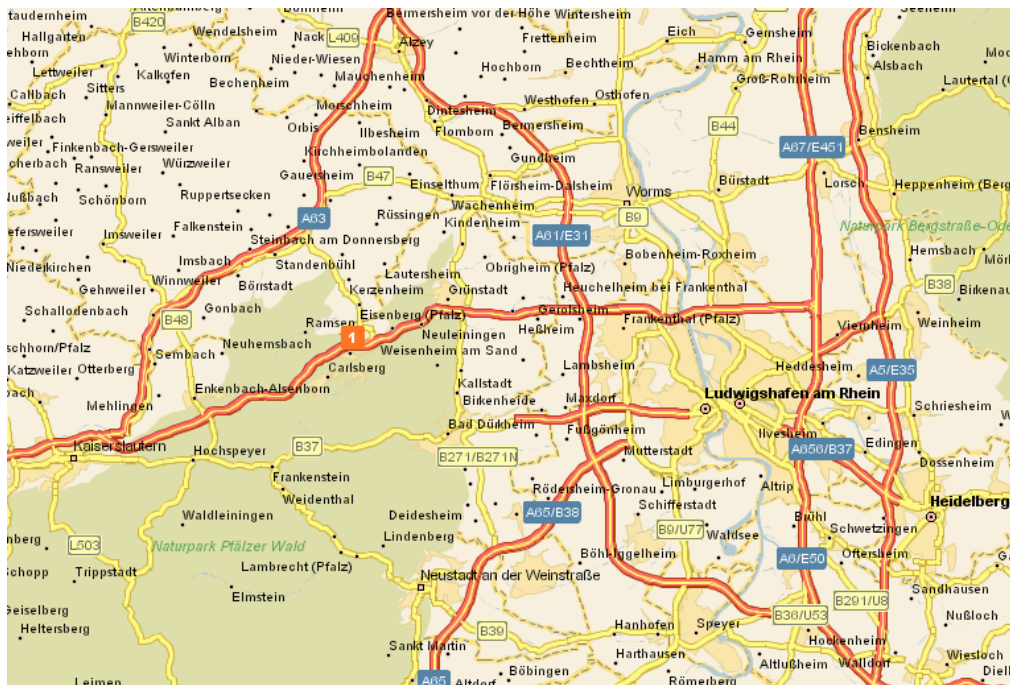 B420
Bermersheim vor der Höhe
Wintersheim
Hallgarten
Wendelsheim
Nack
L409
Frettenheim
Eich
Gernsheim
Bickenbach
Alzey
Lettweiler
Winterborn
Nieder-Wiesen
Hochborn
Bechtheim
Hamm am Rhein
Alsbach
Kalkofen
Bechenheim
Mauchenheim
Groß-Rohrheim
Callbach
Sitters
Mannweiler-Cölln
Morschheim
Dintesheim
Westhofen
Osthofen
Sankt Alban
Orbis
Ilbesheim
Flomborn
Bermersheim
B44
Bensheim
Finkenbach-Gersweiler
Kirchheimbolanden
Gundheim
A67/E451
Ransweiler
Würzweiler
Gauersheim
B47
Einselthum
Flörsheim-Dalsheim
Bürstadt
Lorsch
Heppenheim (Berg
Schönborn
Ruppertsecken
Wachenheim
Worms
A63
Rüssingen
Kindenheim
B9
Falkenstein
A61/E31
Naturpark Bergstraße-Ode
Imsweiler
Steinbach am Donnersberg
Hemsbach
Bobenheim-Roxheim
Imsbach
Standenbühl
Lautersheim
Obrigheim (Pfalz)
Niederkirchen
Winnweiler
Gehrweiler
Börrstadt
Kerzenheim
Grünstadt
Heuchelheim bei Frankenthal
B38
Birkenau
Schallodenbach
Gonbach
Gerolsheim
B48
Ramsen
Eisenberg (Pfalz)
Frankenthal (Pfalz)
Weinheim
Heßheim
Viernheim
1
Neuleiningen
Neuhemsbach
Sembach
Weisenheim am Sand
Katzweiler
Otterberg
Carlsberg
Lambsheim
Heddesheim
A5/E35
Enkenbach-Alsenborn
Kallstadt
Birkenheide
Maxdorf
Ludwigshafen am Rhein
Mehlingen
Schriesheim
Bad Dürkheim
Fußgönheim
Ilvesheim
Kaiserslautern
B37
Mutterstadt
A656/B37
Edingen
Hochspeyer
B271/B271N
Dossenheim
Frankenstein
Limburgerhof
Altrip
Weidenthal
Rödersheim-Gronau
Heidelberg
Schifferstadt
Waldleiningen
Deidesheim
A65/B38
B9/U77
Brühl
Schwetzingen
Lindenberg
Waldsee
L503
Naturpark Pfälzer Wald
Böhl-Iggelheim
A6/E50
Oftersheim
Schopp
Trippstadt
Lambrecht (Pfalz)
Neustadt an der Weinstraße
Elmstein
B291/U8
Sandhausen
Geiselberg
B36/U53
Nußloch
Heltersberg
B39
Hanhofen
Speyer
Hockenheim
Sankt Martin
Harthausen
Altlußheim
Walldorf
Wiesloch
Böbingen
Leimen
A65
Altdorf
Römerberg